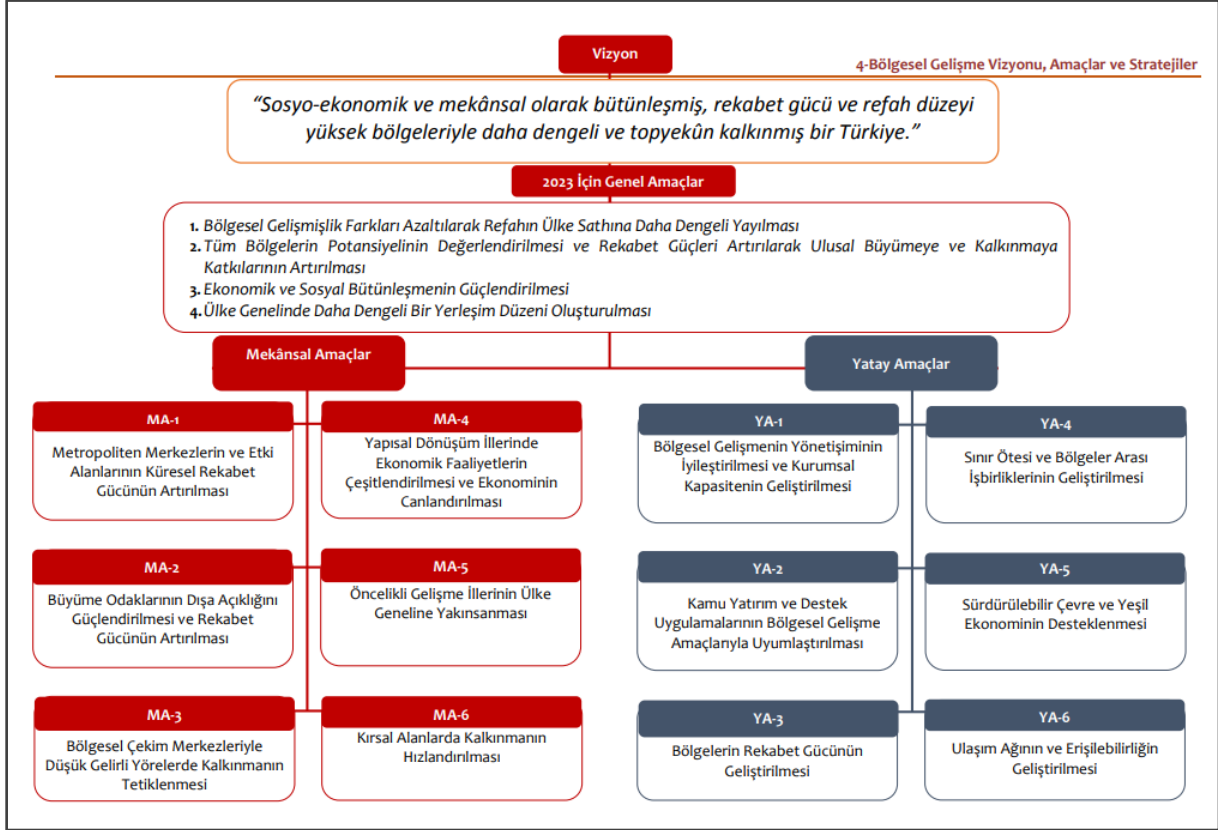 Vizyon
4-Bölgesel Gelişme Vizyonu, Amaçlar ve Stratejiler
“Sosyo-ekonomik ve mekânsal olarak bütünleşmiş, rekabet gücü ve refah düzeyi
yüksek bölgeleriyle daha dengeli ve topyekûn kalkınmış bir Türkiye.”
2023 İçin Genel Amaçlar
1. Bölgesel Gelişmişlik Farkları Azaltılarak Refahın Ülke Sathına Daha Dengeli Yayılması
2. Tüm Bölgelerin Potansiyelinin Değerlendirilmesi ve Rekabet Güçleri Artırılarak Ulusal Büyümeye ve Kalkınmaya
Katkılarının Artırılması
3. Ekonomik ve Sosyal Bütünleşmenin Güçlendirilmesi
4. Ülke Genelinde Daha Dengeli Bir Yerleşim Düzeni Oluşturulması
Mekânsal Amaçlar
MA-1
Metropoliten Merkezlerin ve Etki
Alanlarının Küresel Rekabet
Gücünün Artırılması
MA-4
Yapısal Dönüşüm İllerinde
Ekonomik Faaliyetlerin
Çeşitlendirilmesi ve Ekonominin
Canlandırılması
MA-2
Büyüme Odaklarının Dışa Açıklığını
Güçlendirilmesi ve Rekabet
Gücünün Artırılması
MA-5
Öncelikli Gelişme İllerinin Ülke
Geneline Yakınsanması
MA-3
Bölgesel Çekim Merkezleriyle
Düşük Gelirli Yörelerde Kalkınmanın
Tetiklenmesi
MA-6
Kırsal Alanlarda Kalkınmanın
Hızlandırılması
Yatay Amaçlar
YA-1
Bölgesel Gelişmenin Yönetişiminin
İyileştirilmesi ve Kurumsal
Kapasitenin Geliştirilmesi
YA-4
Sınır Ötesi ve Bölgeler Arası
İşbirliklerinin Geliştirilmesi
YA-2
Kamu Yatırım ve Destek
Uygulamalarının Bölgesel Gelişme
Amaçlarıyla Uyumlaştırılması
YA-5
Sürdürülebilir Çevre ve Yeşil
Ekonominin Desteklenmesi
YA-3
Bölgelerin Rekabet Gücünün
Geliştirilmesi
YA-6
Ulaşım Ağının ve Erişilebilirliğin
Geliştirilmesi